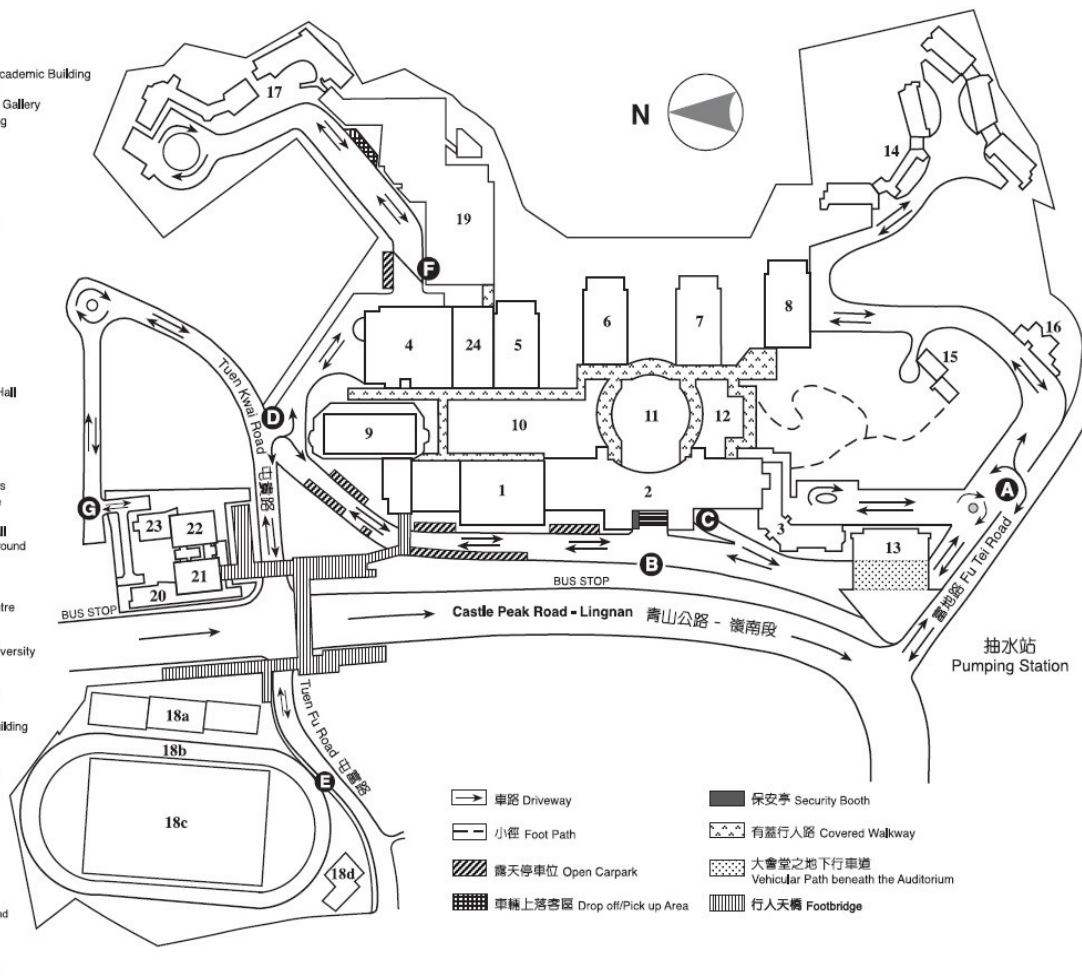 cademic Building
Gallery
g
Hall
s
e
ll
ound
tre
versity
uilding
nd
N
17
14
19
F
8
6
7
16
4
24
5
15
D
9
10
11
12
Tuen Kwai Road 屯貴路
G
23
22
1
2
C
3
A
13
21
20
B
BUS STOP
BUS STOP
Castle Peak Road - Lingnan 青山公路 - 嶺南段
富地路 Fu Tei Road
抽水站
Pumping Station
18a
18b
Tuen Fu Road 屯富路
E
18c
18d
車路 Driveway
小徑 Foot Path
露天停車位 Open Carpark
車輛上落客區 Drop off/Pick up Area
保安亭 Security Booth
有蓋行人路 Covered Walkway
大會堂之地下行車道
Vehicular Path beneath the Auditorium
行人天橋 Footbridge